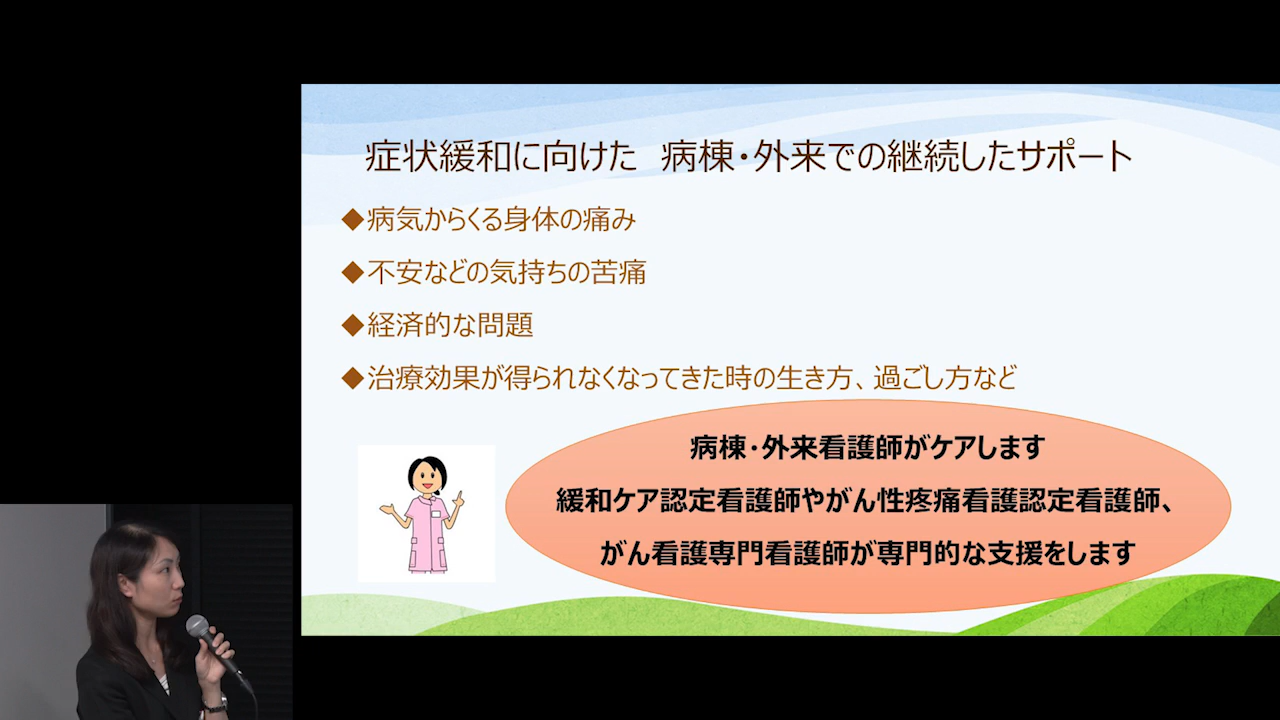 症状緩和に向けた　病棟・外来での継続したサポート
◆病気からくる身体の痛み
◆不安などの気持ちの苦痛
◆経済的な問題
◆治療効果が得られなくなってきた時の生き方、過ごし方など
病棟・外来看護師がケアします
緩和ケア認定看護師やがん性疼痛看護認定看護師、
がん看護専門看護師が専門的な支援をします